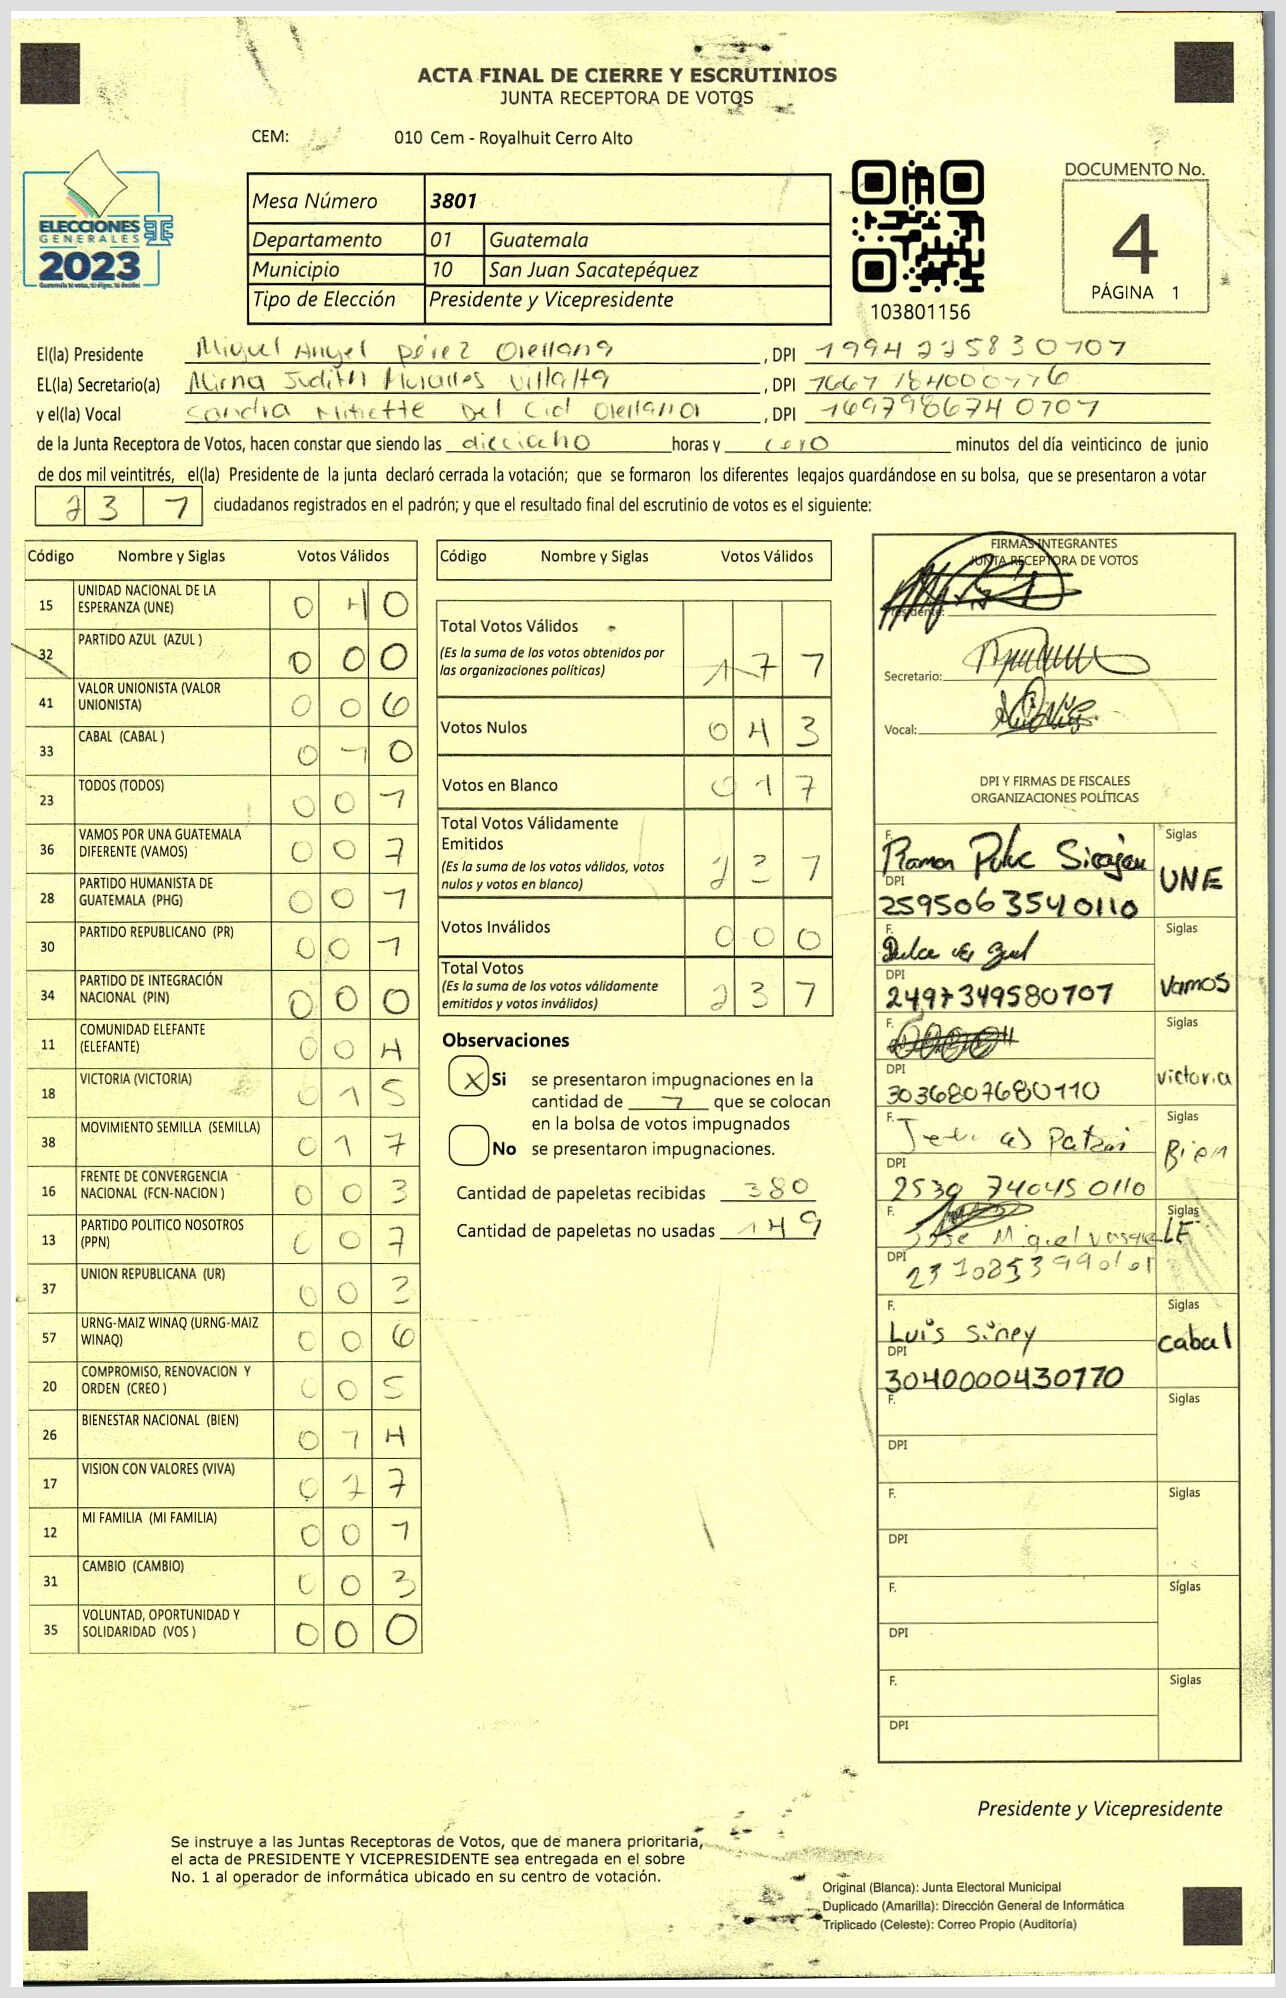 ACTA FINAL DE CIERRE Y ESCRUTINIOS
JUNTA RECEPTORA DE VOTOS
CEM: 010 Cem - Royalhuit Cerro Alto
ELECCIONES
GENERALES
2023
Mesa Número 3801
Departamento 01 Guatemala
Municipio 10 San Juan Sacatepéquez
Tipo de Elección Presidente y Vicepresidente
103801156
DOCUMENTO No.
4
PÁGINA 1
El(la) Presidente Miguel Angel Pérez Orellana, DPI 1994 225830707
EL(la) Secretario(a) Mirna Judith Morales Villalta, DPI
y el(la) Vocal Sandra Del Cid Orellana, DPI 1697986740707
de la Junta Receptora de Votos, hacen constar que siendo las dieciocho horas y cero minutos del día veinticinco de junio
de dos mil veintitrés, el(la) Presidente de la junta declaró cerrada la votación; que se formaron los diferentes legajos guardándose en su bolsa, que se presentaron a votar
237 ciudadanos registrados en el padrón; y que el resultado final del escrutinio de votos es el siguiente:
Código Nombre y Siglas Votos Válidos
15 UNIDAD NACIONAL DE LA ESPERANZA (UNE) 0 4 0
32 PARTIDO AZUL (AZUL ) 0 0 0
41 VALOR UNIONISTA (VALOR UNIONISTA) 0 0 6
33 CABAL (CABAL ) 0 1 0
23 TODOS (TODOS) 0 0 1
36 VAMOS POR UNA GUATEMALA DIFERENTE (VAMOS) 0 0 7
28 PARTIDO HUMANISTA DE GUATEMALA (PHG) 0 0 1
30 PARTIDO REPUBLICANO (PR) 0 0 1
34 PARTIDO DE INTEGRACIÓN NACIONAL (PIN) 0 0 0
11 COMUNIDAD ELEFANTE (ELEFANTE) 0 0 4
18 VICTORIA (VICTORIA) 0 1 5
38 MOVIMIENTO SEMILLA (SEMILLA) 0 1 7
16 FRENTE DE CONVERGENCIA NACIONAL (FCN-NACION ) 0 0 3
13 PARTIDO POLITICO NOSOTROS (PPN) 0 0 7
37 UNION REPUBLICANA (UR) 0 0
57 URNG-MAIZ WINAQ (URNG-MAIZ WINAQ) 0 0 6
20 COMPROMISO, RENOVACION Y ORDEN (CREO ) 0 0 5
26 BIENESTAR NACIONAL (BIEN) 0 1 4
17 VISION CON VALORES (VIVA) 0 7
12 MI FAMILIA (MI FAMILIA) 0 0 1
31 CAMBIO (CAMBIO) 0 0 3
35 VOLUNTAD, OPORTUNIDAD Y SOLIDARIDAD (VOS ) 0 0 0
Código Nombre y Siglas Votos Válidos
Total Votos Válidos 1 7 7
(Es la suma de los votos obtenidos por
las organizaciones políticas)
Votos Nulos 0 4 3
Votos en Blanco 0 1 7
Total Votos Válidamente
Emitidos 2 3 7
(Es la suma de los votos válidos, votos
nulos y votos en blanco)
Votos Inválidos 0 0 0
Total Votos 2 3 7
(Es la suma de los votos válidamente
emitidos y votos inválidos)
Observaciones
X Si se presentaron impugnaciones en la
cantidad de 1 que se colocan
en la bolsa de votos impugnados
No se presentaron impugnaciones.
Cantidad de papeletas recibidas 380
Cantidad de papeletas no usadas 149
FIRMAS INTEGRANTES
JUNTA RECEPTORA DE VOTOS
Presidente:
Secretario:
Vocal:
DPI Y FIRMAS DE FISCALES
ORGANIZACIONES POLÍTICAS
F. Ramon Siglas
DPI UNE
2595063540110
F. Dulce Siglas
DPI Vamos
2497349580707
F. Siglas
DPI victoria
3036807680110
F. Siglas
DPI Bien
2530 74045 0110
F. Jose Miguel Siglas
DPI LE
F. Luis Siney Siglas
DPI Cabal
3040000430110
F. Siglas
DPI
F. Siglas
DPI
F. Siglas
DPI
F. Siglas
DPI
Presidente y Vicepresidente
Se instruye a las Juntas Receptoras de Votos, que de manera prioritaria,
el acta de PRESIDENTE Y VICEPRESIDENTE sea entregada en el sobre
No. 1 al operador de informática ubicado en su centro de votación.
Original (Blanca): Junta Electoral Municipal
Duplicado (Amarilla): Dirección General de Informática
Triplicado (Celeste): Correo Propio (Auditoría)